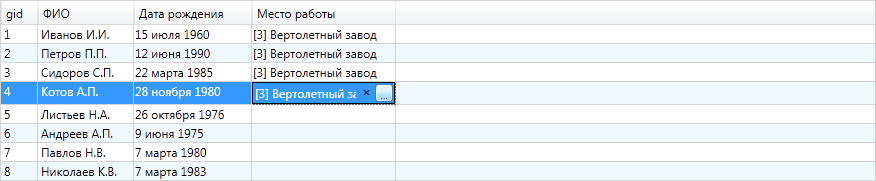 gid ФИО Дата рождения Место работы
1 Иванов И.И. 15 июля 1960 [3] Вертолетный завод
2 Петров П.П. 12 июня 1990 [3] Вертолетный завод
3 Сидоров С.П. 22 марта 1985 [3] Вертолетный завод
4 Котов А.П. 28 ноября 1980 [3] Вертолетный за × ...
5 Листьев Н.А. 26 октября 1976
6 Андреев А.П. 9 июня 1975
7 Павлов Н.В. 7 марта 1980
8 Николаев К.В. 7 марта 1983